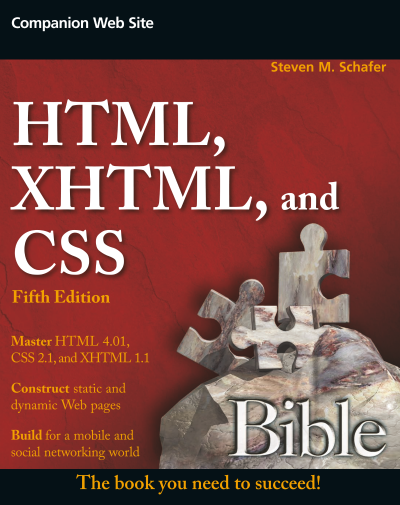 Companion Web Site
Steven M. Schafer
HTML,
XHTML, and
CSS
Fifth Edition
Master HTML 4.01,
CSS 2.1, and XHTML 1.1
Construct static and
dynamic Web pages
Build for a mobile and
social networking world
Bible
The book you need to succeed!